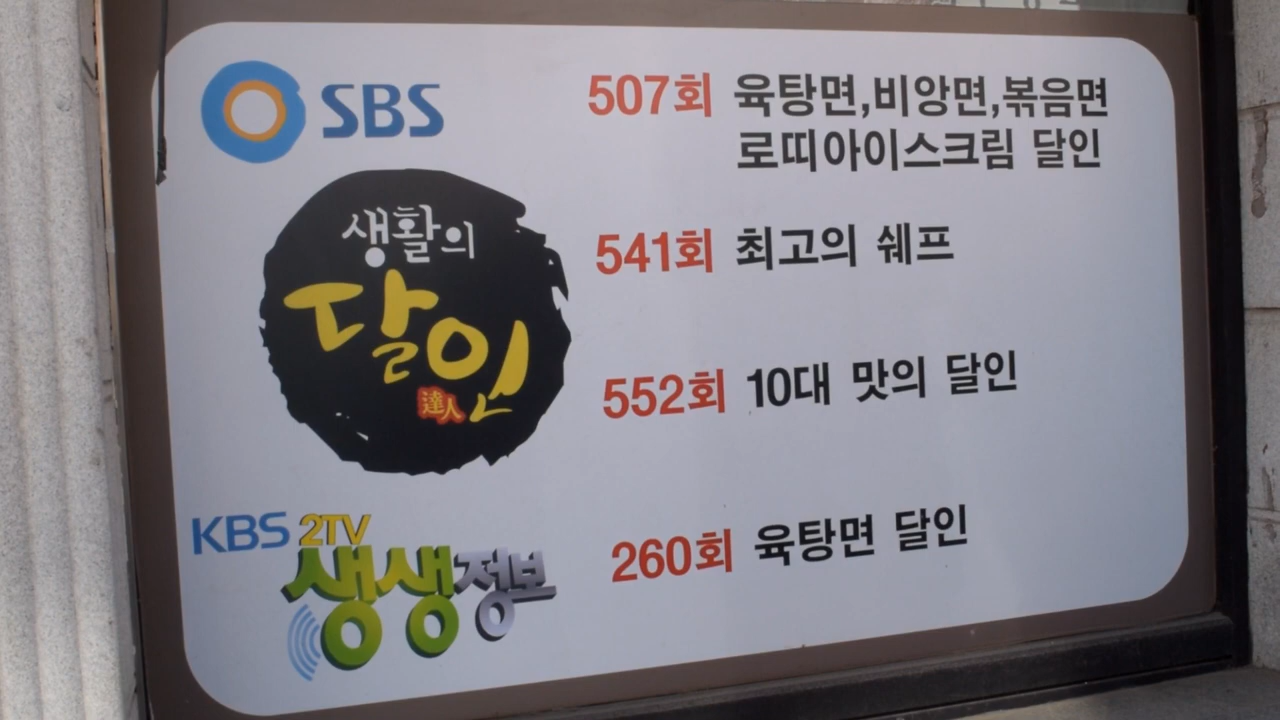 SBS
507회 육탕면,비앙면,볶음면
로띠아이스크림 달인
생활의
달인
達人
541회 최고의 쉐프
552회 10대 맛의 달인
KBS 2TV
생생정보
260회 육탕면 달인